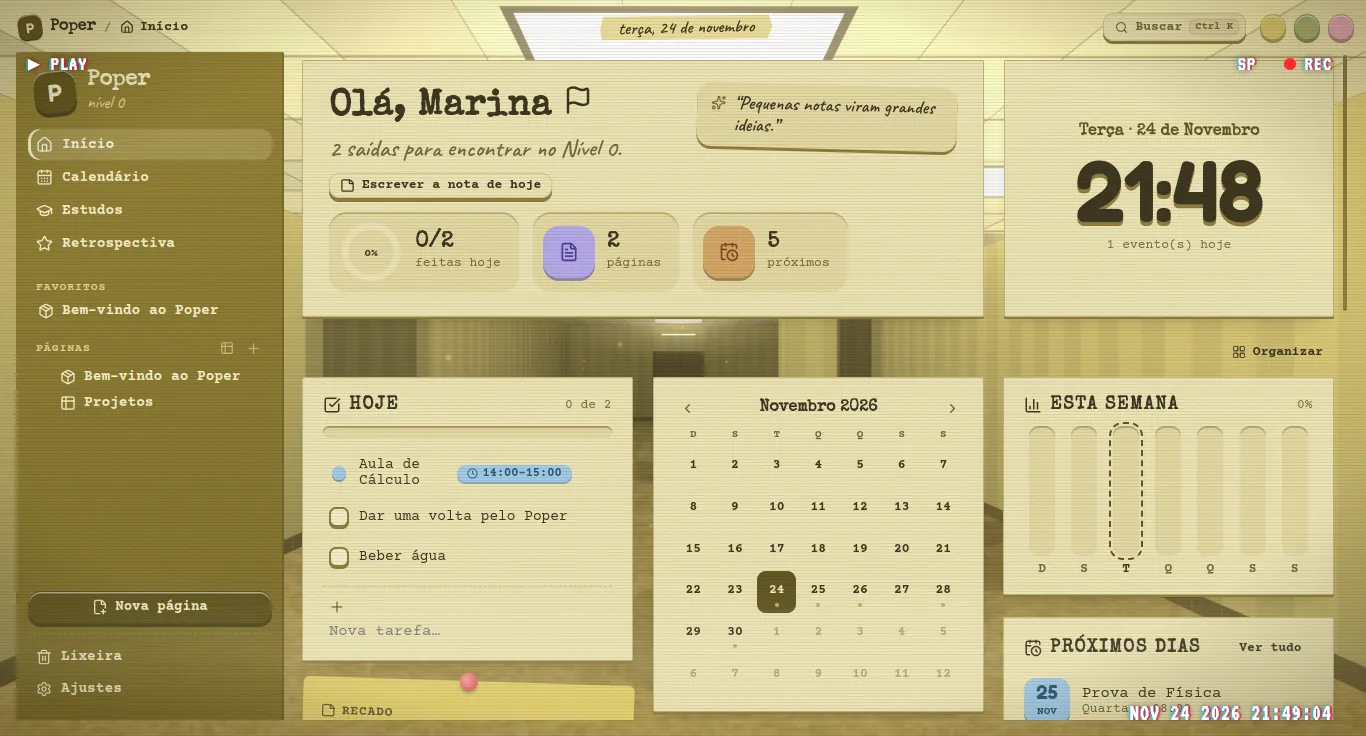 Poper / Início
terça, 24 de novembro
Buscar Ctrl K
PLAY
SP REC
P Poper
nível 0
Início
Calendário
Estudos
Retrospectiva
FAVORITOS
Bem-vindo ao Poper
PÁGINAS
Bem-vindo ao Poper
Projetos
Nova página
Lixeira
Ajustes
Olá, Marina
2 saídas para encontrar no Nível 0.
Escrever a nota de hoje
“Pequenas notas viram grandes
ideias.”
0% 0/2 feitas hoje
2 páginas
5 próximos
Terça · 24 de Novembro
21:48
1 evento(s) hoje
Organizar
HOJE 0 de 2
Aula de
Cálculo
14:00–15:00
Dar uma volta pelo Poper
Beber água
+
Nova tarefa…
RECADO
Novembro 2026
D S T Q Q S S
1 2 3 4 5 6 7
8 9 10 11 12 13 14
15 16 17 18 19 20 21
22 23 24 25 26 27 28
29 30 1 2 3 4 5
6 7 8 9 10 11 12
ESTA SEMANA 0%
D S T Q Q S S
PRÓXIMOS DIAS Ver tudo
25
NOV
Prova de Física
Quarta
NOV 24 2026 21:49:04